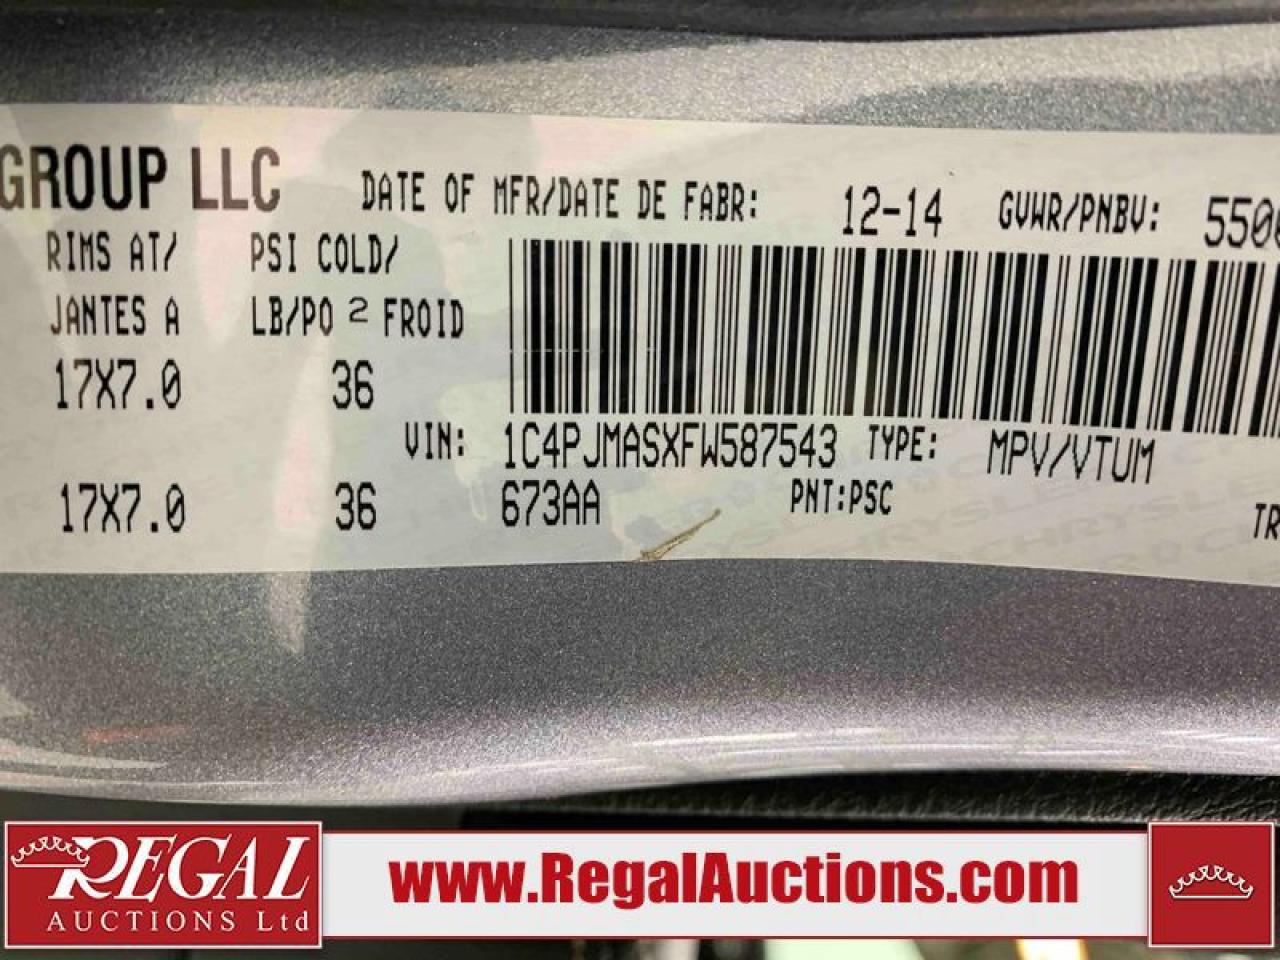 GROUP LLC DATE OF MFR/DATE DE FABR: 12-14 GVWR/PNBV:
RIMS AT/ PSI COLD/
JANTES A LB/PO 2 FROID
17X7.0 36
VIN: 1C4PJMASXFW587543 TYPE: MPV/VTUM
17X7.0 36 673AA PNT:PSC
REGAL
AUCTIONS Ltd
www.RegalAuctions.com